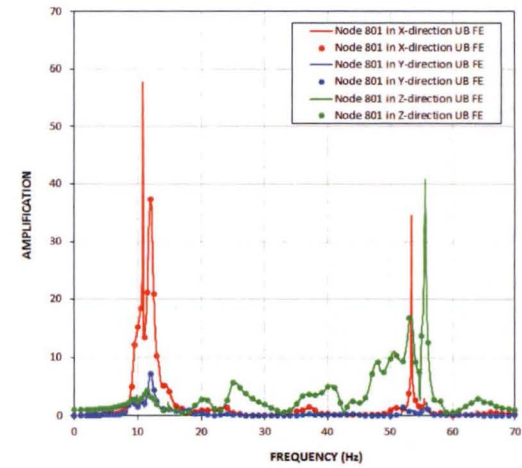 70
60
50
40
30
20
10
0
AMPLIFICATION
Node 801 in X-direction UB FE
Node 801 in X-direction UB FE
Node 801 in Y-direction UB FE
Node 801 in Y-direction UB FE
Node 801 in Z-direction UB FE
Node 801 in Z-direction UB FE
0 10 20 30 40 50 60 70
FREQUENCY (Hz)